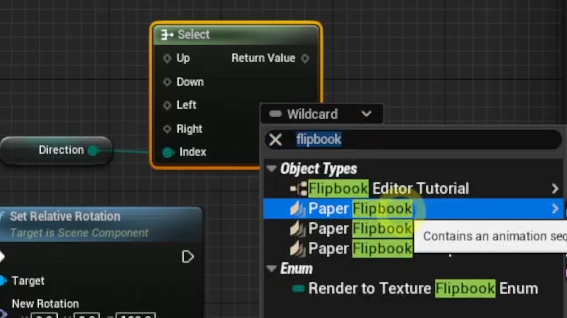 Select
Up
Return Value
Down
Left
Right
Direction
Index
Wildcard
flipbook
Object Types
Flipbook Editor Tutorial
Paper Flipbook
Paper Flipbook
Paper Flipbook
Contains an animation seq
Enum
Render to Texture Flipbook Enum
Set Relative Rotation
Target is Scene Component
Target
New Rotation